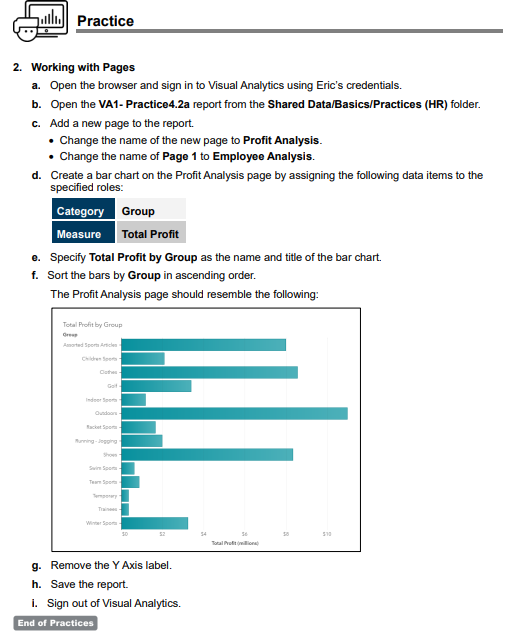 Practice
2. Working with Pages
a. Open the browser and sign in to Visual Analytics using Eric's credentials.
b. Open the VA1- Practice4.2a report from the Shared Data/Basics/Practices (HR) folder.
c. Add a new page to the report.
• Change the name of the new page to Profit Analysis.
• Change the name of Page 1 to Employee Analysis.
d. Create a bar chart on the Profit Analysis page by assigning the following data items to the
specified roles:
Category Group
Measure Total Profit
e. Specify Total Profit by Group as the name and title of the bar chart.
f. Sort the bars by Group in ascending order.
The Profit Analysis page should resemble the following:
Total Profit by Group
Group
Assorted Sports Articles
Children Sports
Clothes
Golf
Indoor Sports
Outdoors
Racket Sports
Running - Jogging
Shoes
Swim Sports
Team Sports
Temporary
Trainees
Winter Sports
$0 $2 $4 $6 $8 $10
Total Profit (millions)
g. Remove the Y Axis label.
h. Save the report.
i. Sign out of Visual Analytics.
End of Practices